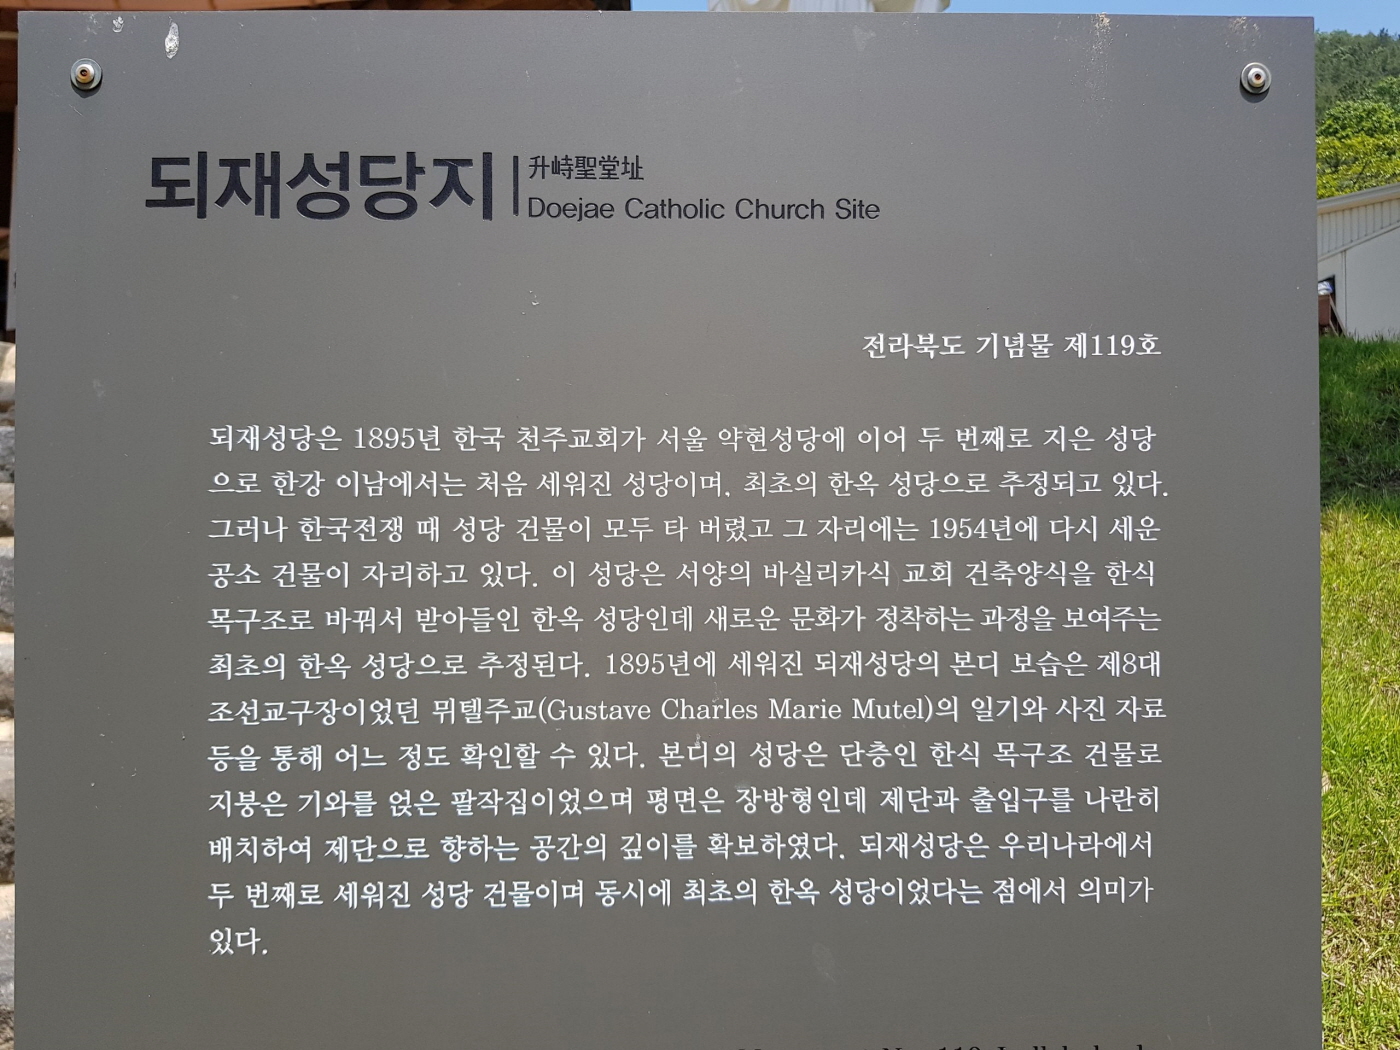 되재성당지
升峙聖堂址
Doejae Catholic Church Site
전라북도 기념물 제119호
되재성당은 1895년 한국 천주교회가 서울 약현성당에 이어 두 번째로 지은 성당
으로 한강 이남에서는 처음 세워진 성당이며, 최초의 한옥 성당으로 추정되고 있다.
그러나 한국전쟁 때 성당 건물이 모두 타 버렸고 그 자리에는 1954년에 다시 세운
공소 건물이 자리하고 있다. 이 성당은 서양의 바실리카식 교회 건축양식을 한식
목구조로 바꿔서 받아들인 한옥 성당인데 새로운 문화가 정착하는 과정을 보여주는
최초의 한옥 성당으로 추정된다. 1895년에 세워진 되재성당의 본디 모습은 제8대
조선교구장이었던 뮈텔주교(Gustave Charles Marie Mutel)의 일기와 사진 자료
등을 통해 어느 정도 확인할 수 있다. 본디의 성당은 단층인 한식 목구조 건물로
지붕은 기와를 얹은 팔작집이었으며 평면은 장방형인데 제단과 출입구를 나란히
배치하여 제단으로 향하는 공간의 깊이를 확보하였다. 되재성당은 우리나라에서
두 번째로 세워진 성당 건물이며 동시에 최초의 한옥 성당이었다는 점에서 의미가
있다.